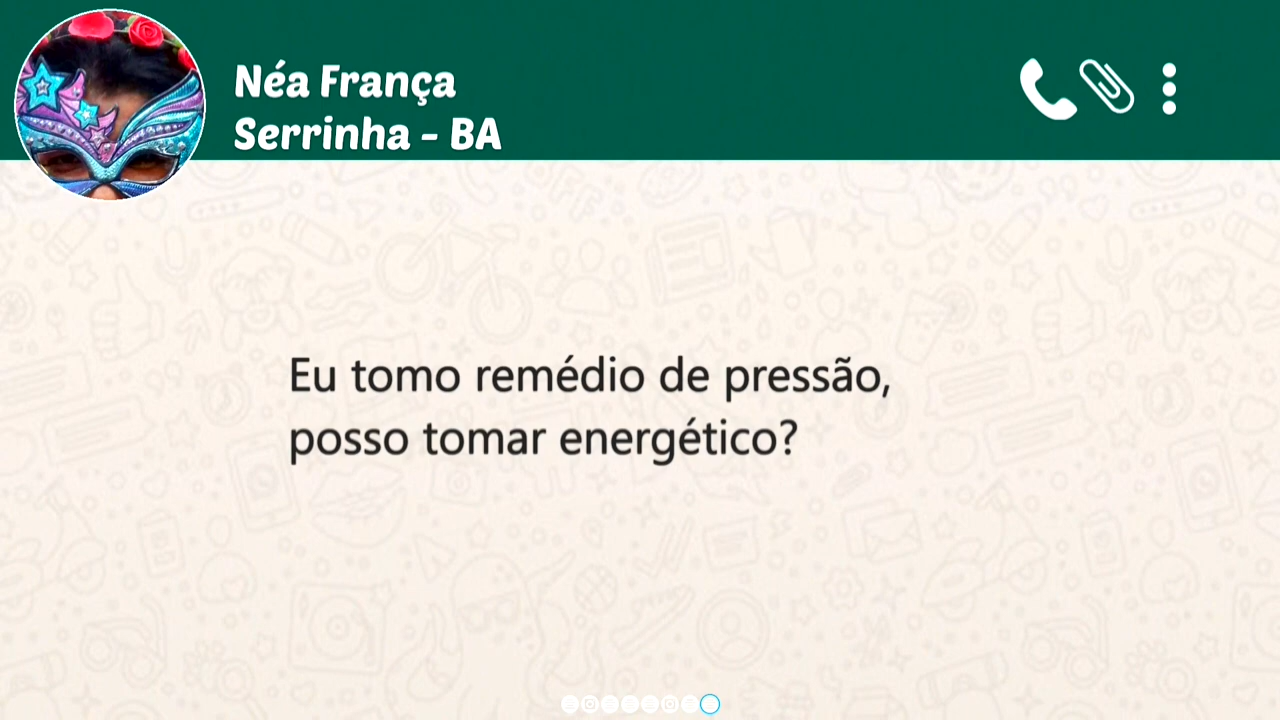 Néa França
Serrinha - BA
Eu tomo remédio de pressão,
posso tomar energético?